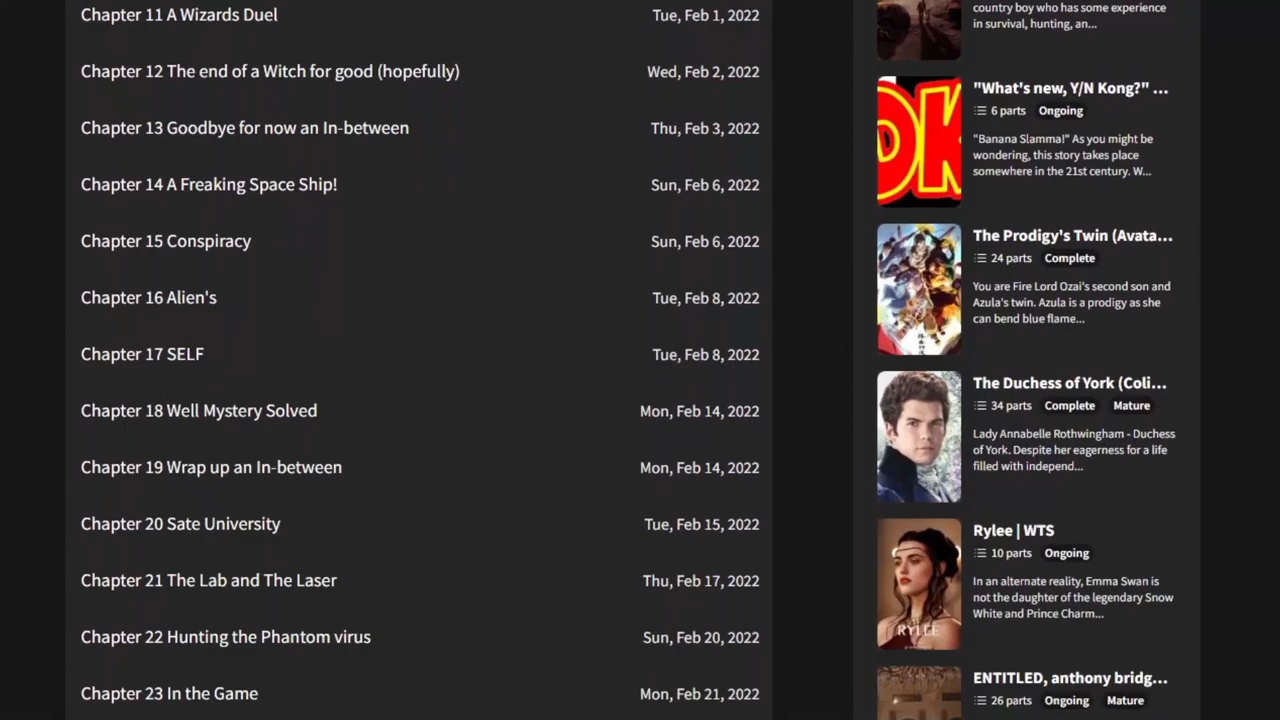 Chapter 11 A Wizards Duel
Tue, Feb 1, 2022
Chapter 12 The end of a Witch for good (hopefully)
Wed, Feb 2, 2022
Chapter 13 Goodbye for now an In-between
Thu, Feb 3, 2022
Chapter 14 A Freaking Space Ship!
Sun, Feb 6, 2022
Chapter 15 Conspiracy
Sun, Feb 6, 2022
Chapter 16 Alien's
Tue, Feb 8, 2022
Chapter 17 SELF
Tue, Feb 8, 2022
Chapter 18 Well Mystery Solved
Mon, Feb 14, 2022
Chapter 19 Wrap up an In-between
Mon, Feb 14, 2022
Chapter 20 Sate University
Tue, Feb 15, 2022
Chapter 21 The Lab and The Laser
Thu, Feb 17, 2022
Chapter 22 Hunting the Phantom virus
Sun, Feb 20, 2022
Chapter 23 In the Game
Mon, Feb 21, 2022
country boy who has some experience
in survival, hunting, an...
DK
"What's new, Y/N Kong?" ...
6 parts Ongoing
"Banana Slamma!" As you might be
wondering, this story takes place
somewhere in the 21st century. W...
The Prodigy's Twin (Avata...
24 parts Complete
You are Fire Lord Ozai's second son and
Azula's twin. Azula is a prodigy as she
can bend blue flame...
The Duchess of York (Coli...
34 parts Complete Mature
Lady Annabelle Rothwingham - Duchess
of York. Despite her eagerness for a life
filled with independ...
RYLEE
Rylee | WTS
10 parts Ongoing
In an alternate reality, Emma Swan is
not the daughter of the legendary Snow
White and Prince Charm...
ENTITLED, anthony bridg...
26 parts Ongoing Mature